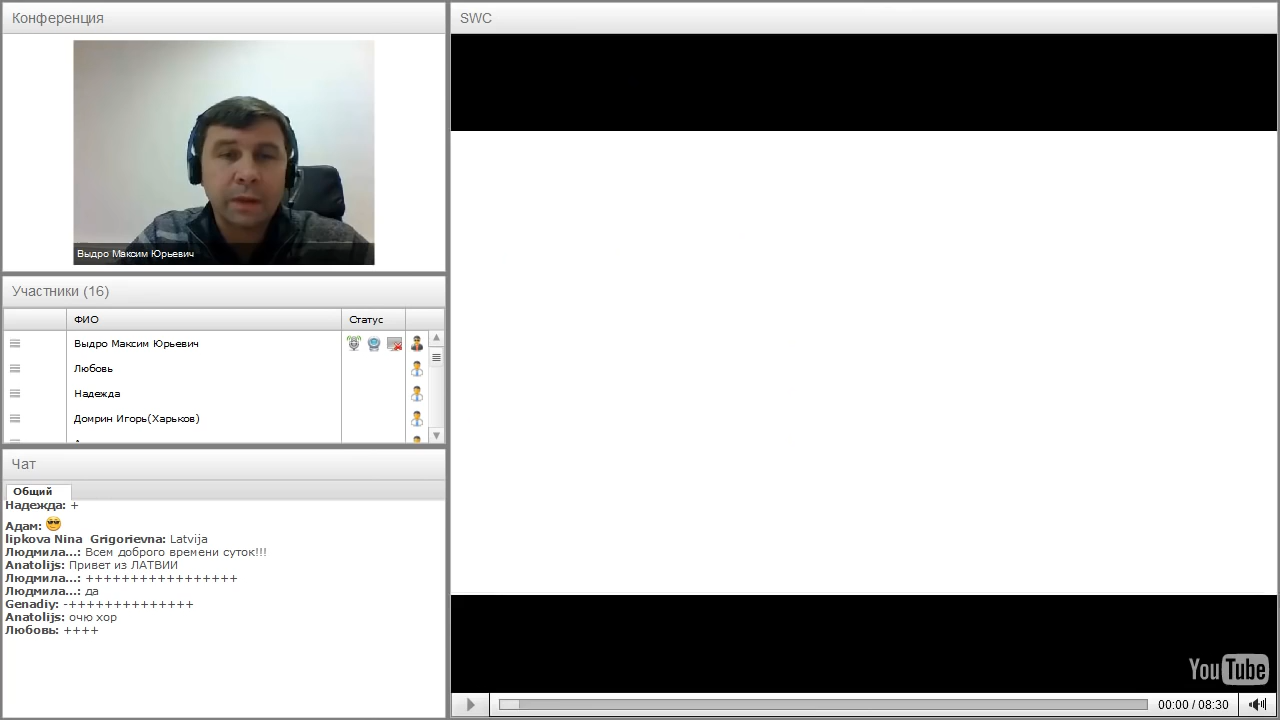 Конференция
Выдро Максим Юрьевич
Участники (16)
ФИО Статус
Выдро Максим Юрьевич
Любовь
Надежда
Домрин Игорь(Харьков)
Чат
Общий
Надежда: +
Адам:
lipkova Nina Grigorievna: Latvija
Людмила...: Всем доброго времени суток!!!
Anatolijs: Привет из ЛАТВИИ
Людмила...: +++++++++++++++++
Людмила...: да
Genadiy: -++++++++++++++
Anatolijs: очю хор
Любовь: ++++
SWC
YouTube
00:00 / 08:30